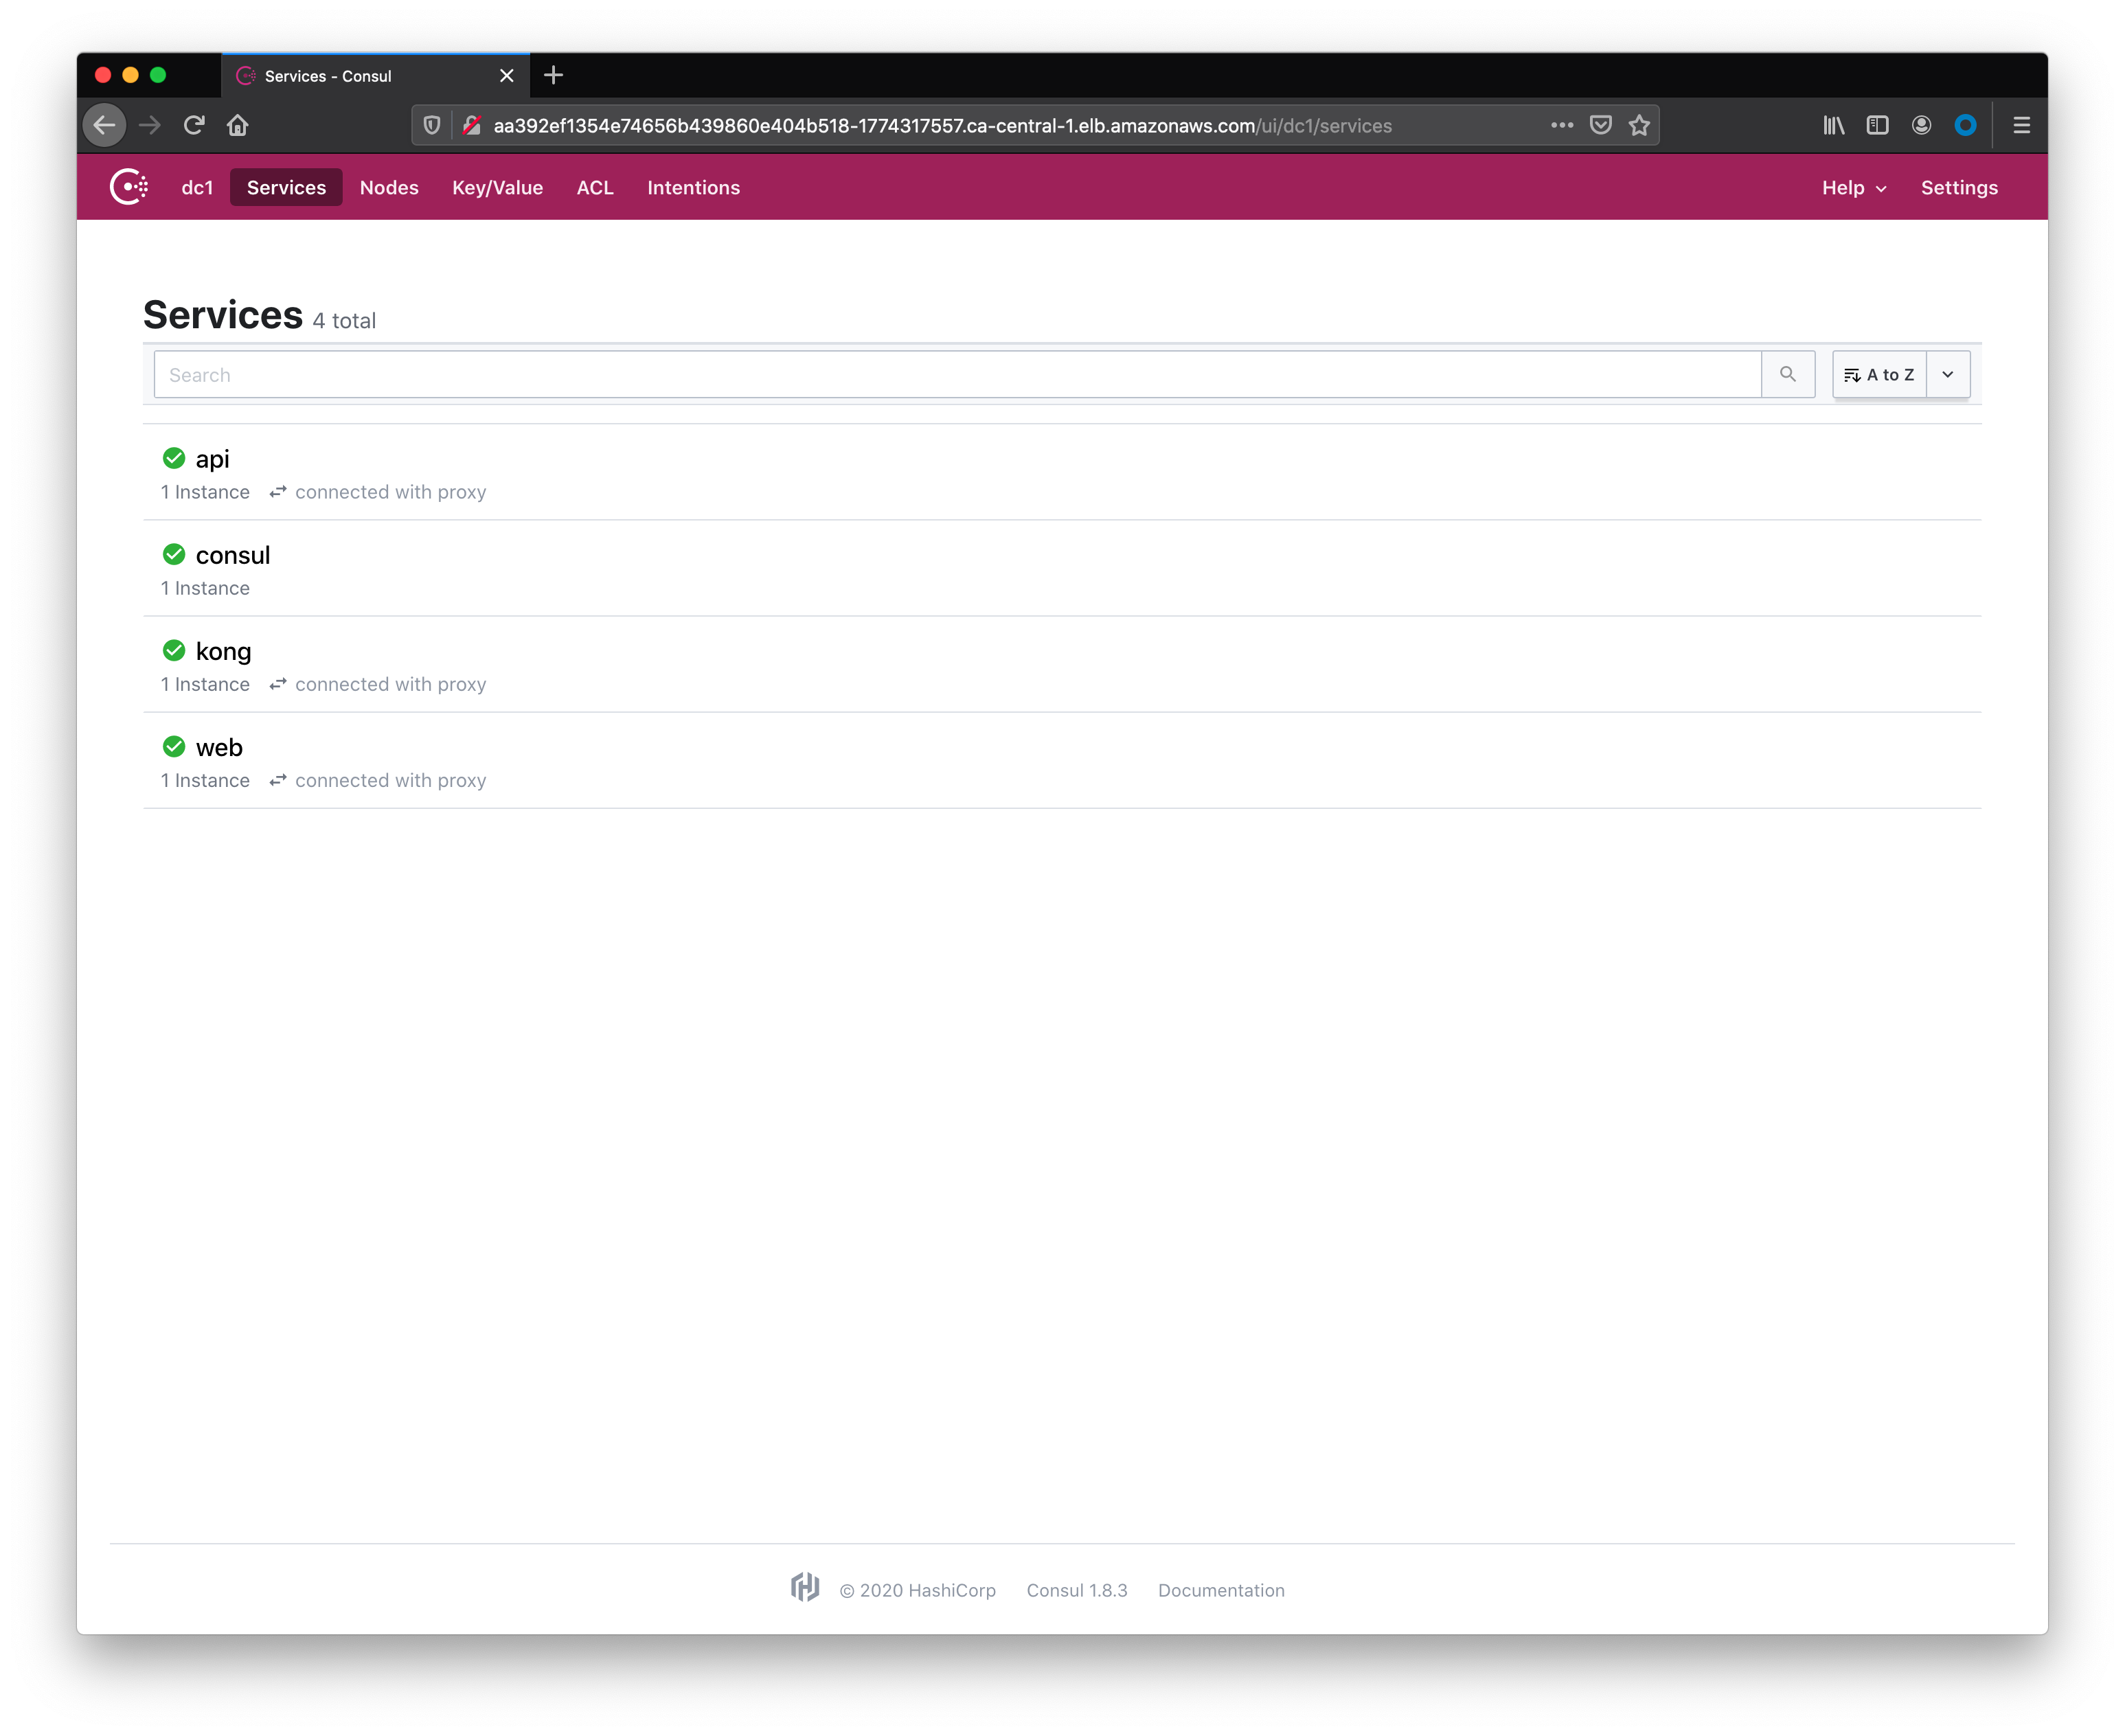 Services - Consul
aa392ef1354e74656b439860e404b518-1774317557.ca-central-1.elb.amazonaws.com/ui/dc1/services
dc1 Services Nodes Key/Value ACL Intentions Help Settings
Services 4 total
Search A to Z
api
1 Instance connected with proxy
consul
1 Instance
kong
1 Instance connected with proxy
web
1 Instance connected with proxy
© 2020 HashiCorp Consul 1.8.3 Documentation